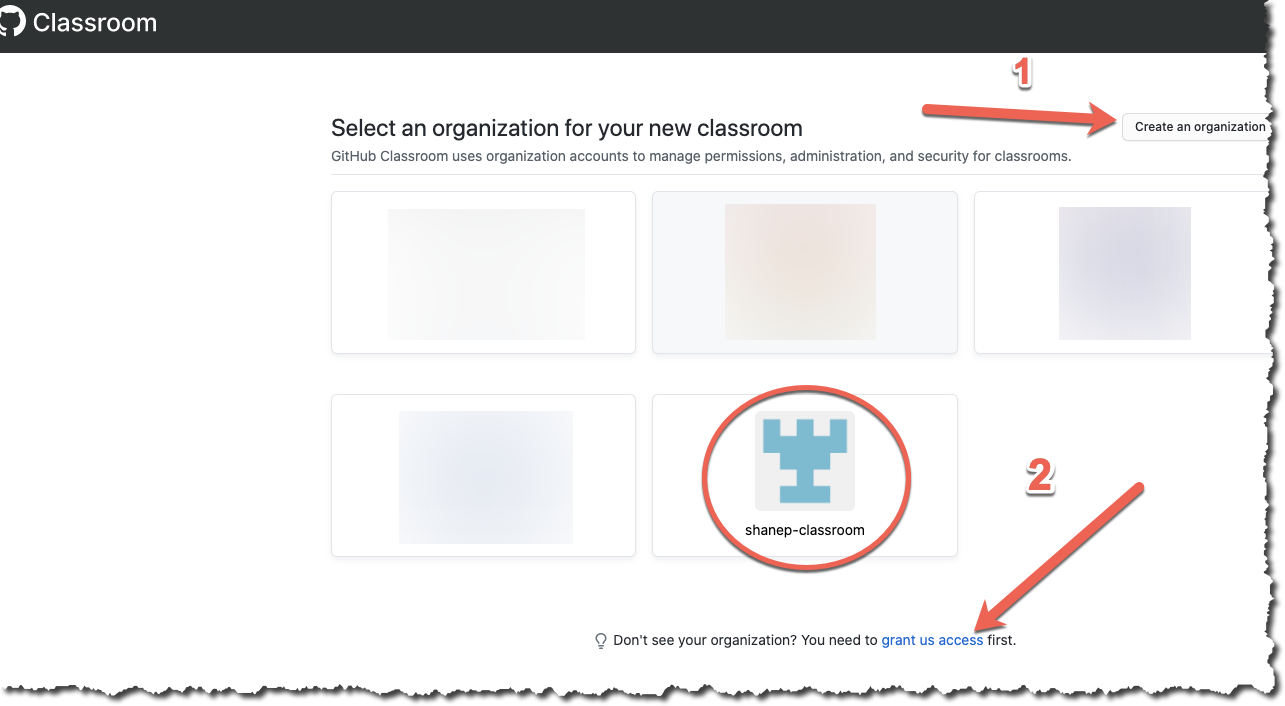 Classroom
1
Select an organization for your new classroom
Create an organization
GitHub Classroom uses organization accounts to manage permissions, administration, and security for classrooms.
shanep-classroom
2
Don't see your organization? You need to grant us access first.